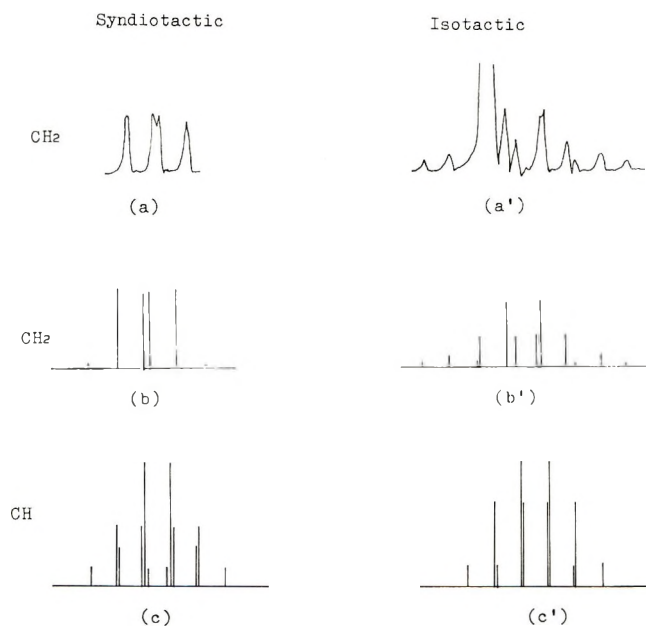 Syndiotactic Isotactic
CH2
(a) (a')
CH2
(b) (b')
CH
(c) (c')